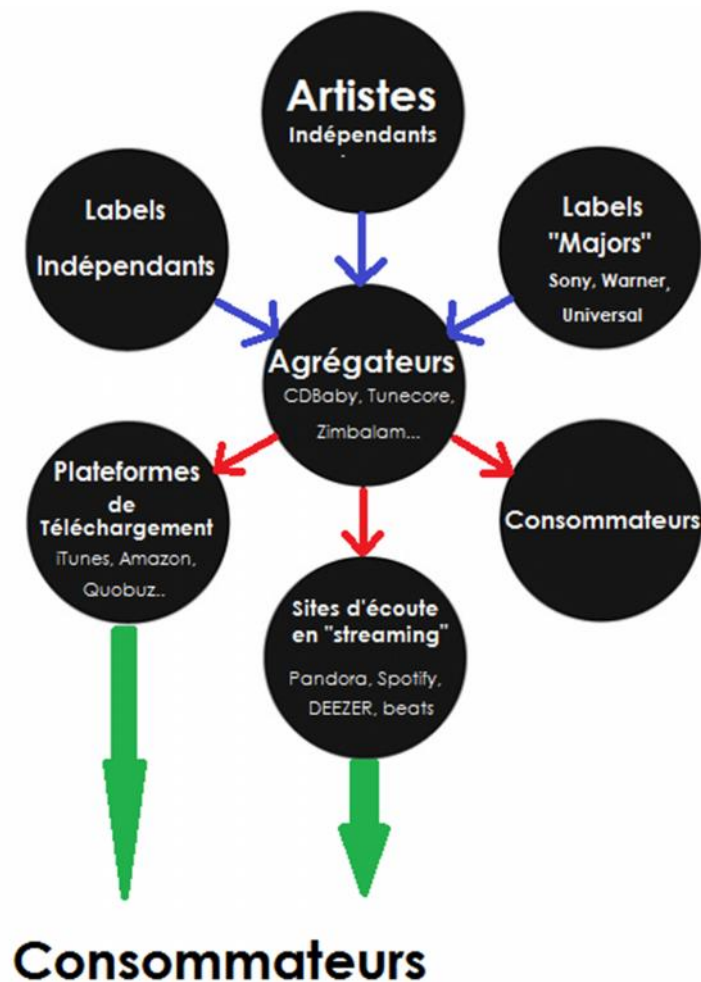 Artistes
Indépendants
Labels
Indépendants
Labels
"Majors"
Sony, Warner,
Universal
Agrégateurs
CDBaby, Tunecore,
Zimbalam...
Plateformes
de
Téléchargement
iTunes, Amazon,
Quobuz..
Consommateurs
Sites d'écoute
en "streaming"
Pandora, Spotify,
DEEZER, beats
Consommateurs